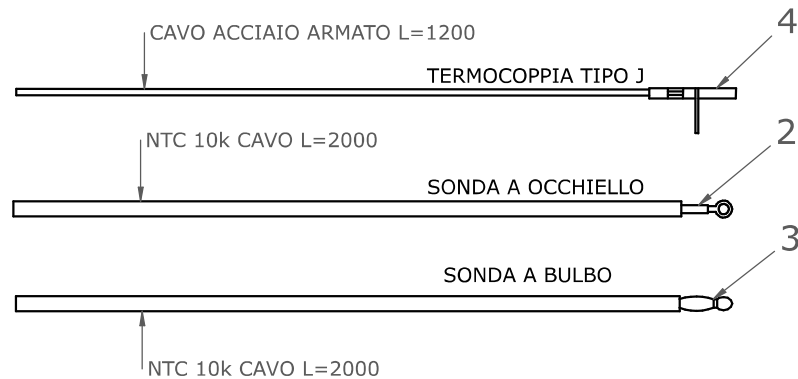 CAVO ACCIAIO ARMATO L=1200
4
TERMOCOPPIA TIPO J
NTC 10k CAVO L=2000
2
SONDA A OCCHIELLO
3
SONDA A BULBO
NTC 10k CAVO L=2000